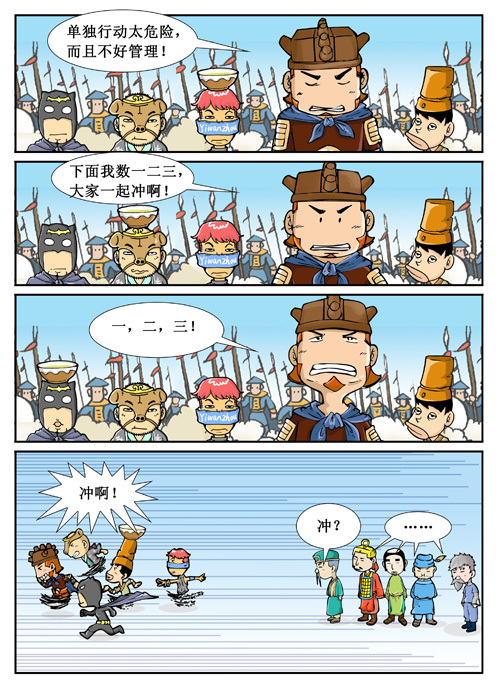 单独行动太危险,
而且不好管理!
Yiwanzhou
下面我数一二三,
大家一起冲啊!
Yiwanzhou
一,二,三!
Yiwanzhou
冲啊!
冲?
……